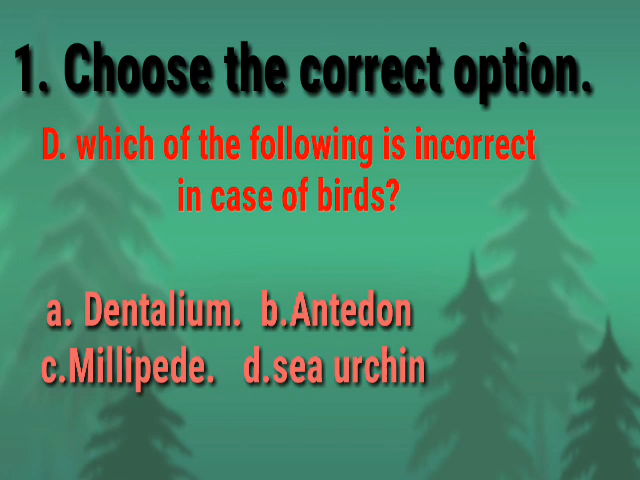 1. Choose the correct option.
D. which of the following is incorrect
in case of birds?
a. Dentalium. b.Antedon
c.Millipede. d.sea urchin